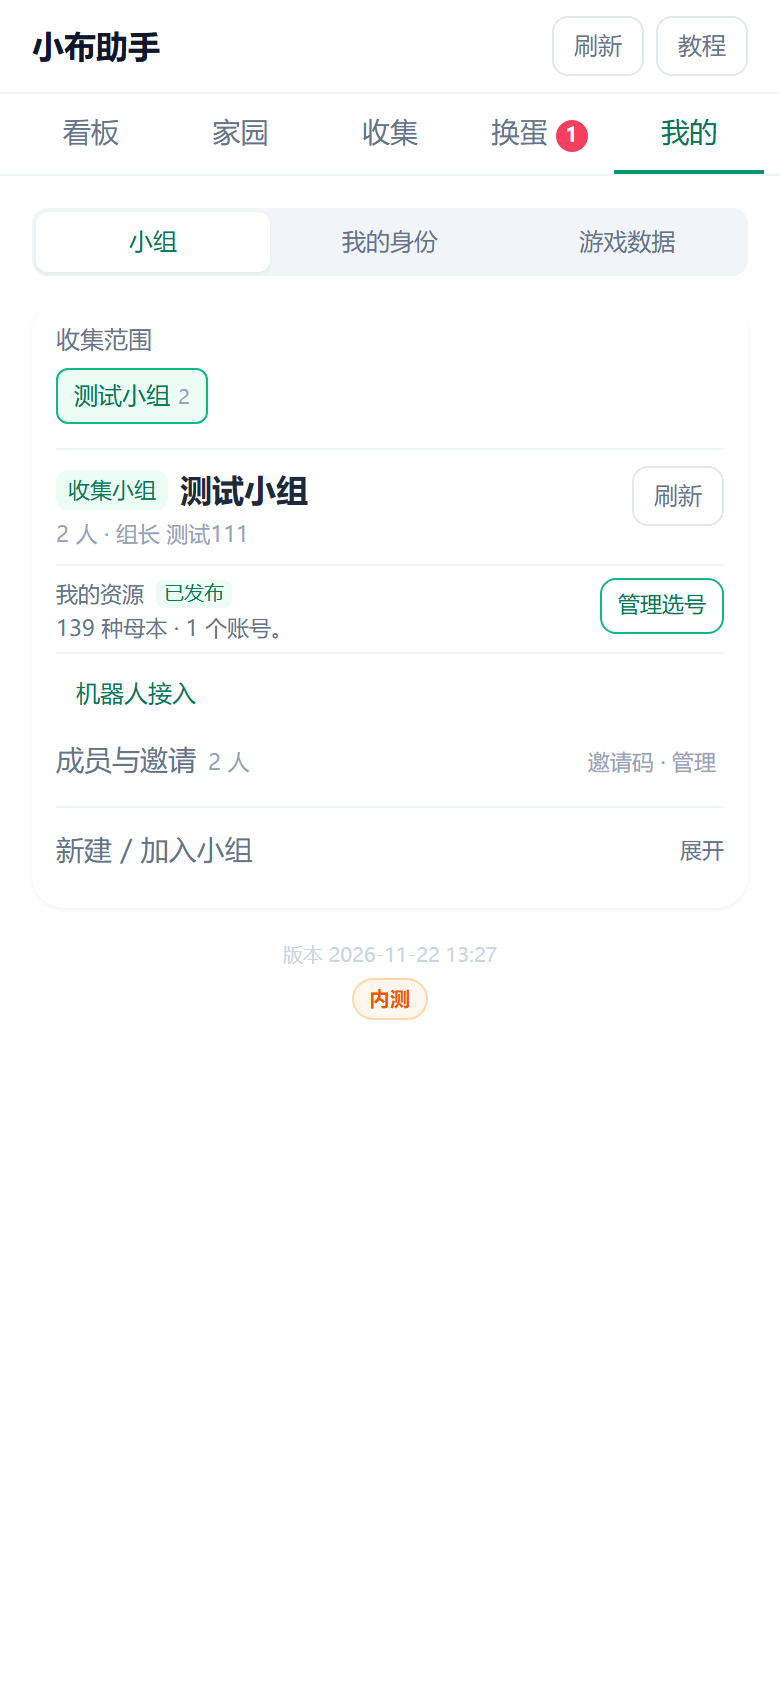 小布助手
刷新 教程
看板 家园 收集 换蛋 1 我的
小组 我的身份 游戏数据
收集范围
测试小组 2
收集小组 测试小组 刷新
2 人 · 组长 测试111
我的资源 已发布 管理选号
139 种母本 · 1 个账号。
机器人接入
成员与邀请 2 人 邀请码 · 管理
新建 / 加入小组 展开
版本 2026-11-22 13:27
内测